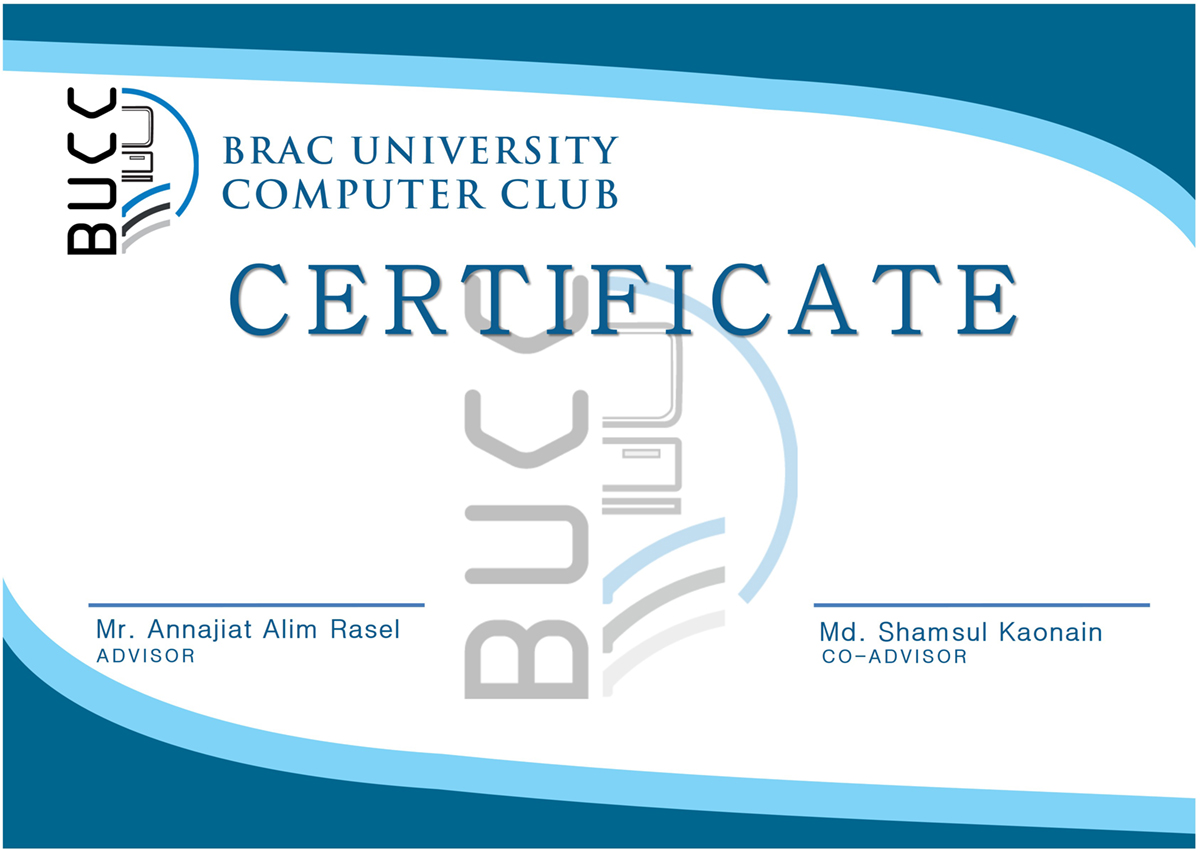 BUCC
BRAC UNIVERSITY
COMPUTER CLUB
CERTIFICATE
BUCC
Mr. Annajiat Alim Rasel
ADVISOR
Md. Shamsul Kaonain
CO-ADVISOR